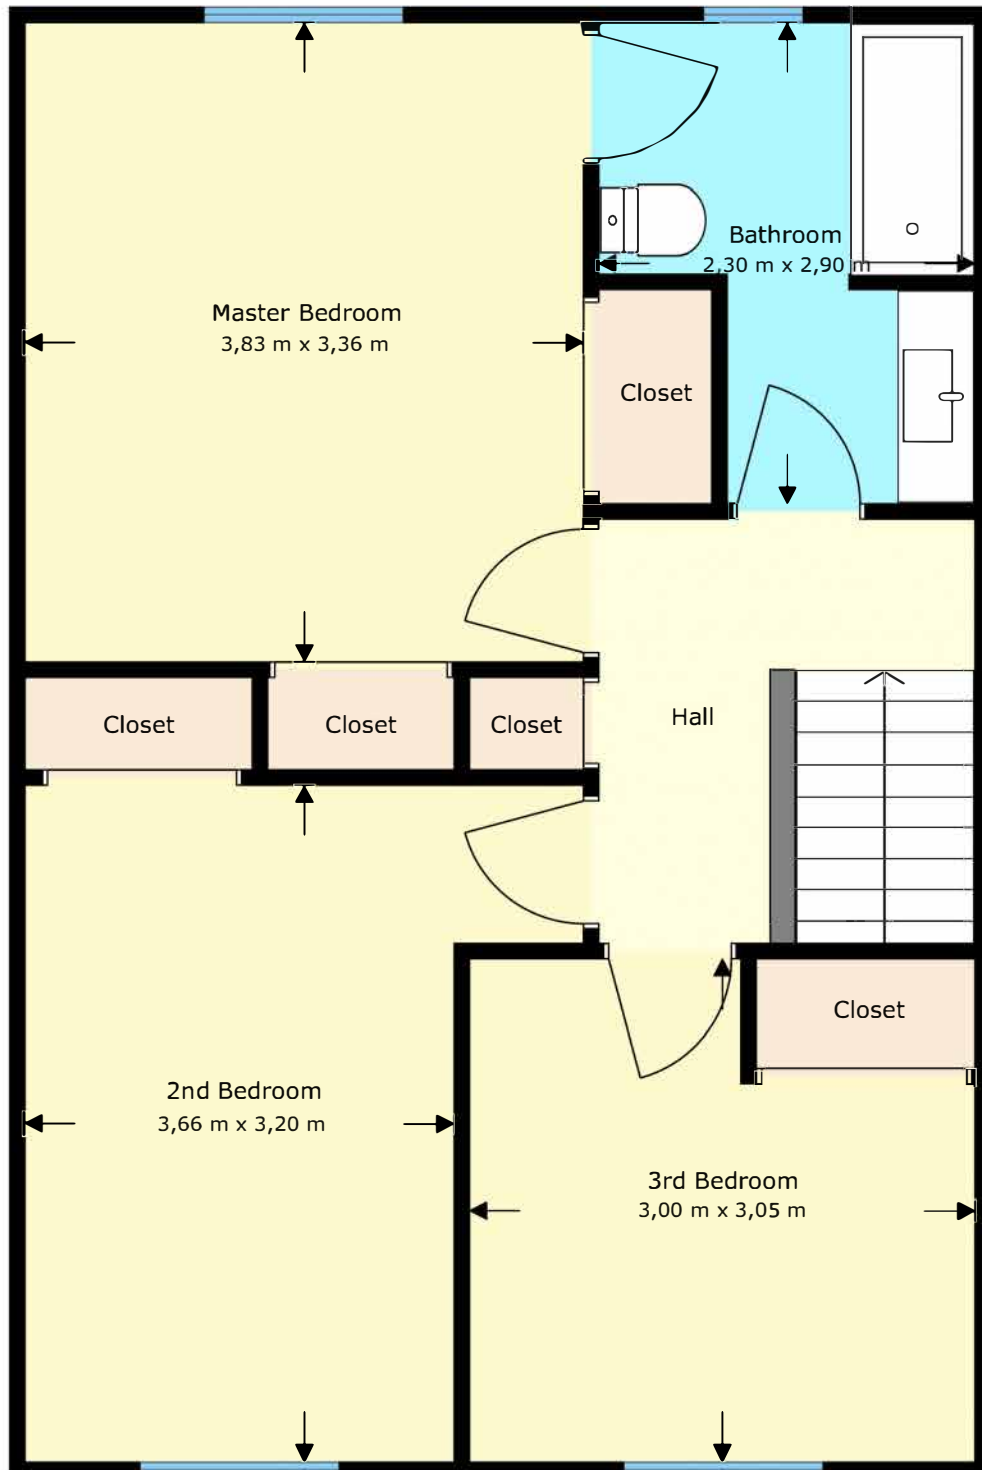 Bathroom
2,30 m x 2,90 m
Master Bedroom
3,83 m x 3,36 m
Closet
Closet
Closet
Closet
Hall
Closet
2nd Bedroom
3,66 m x 3,20 m
3rd Bedroom
3,00 m x 3,05 m